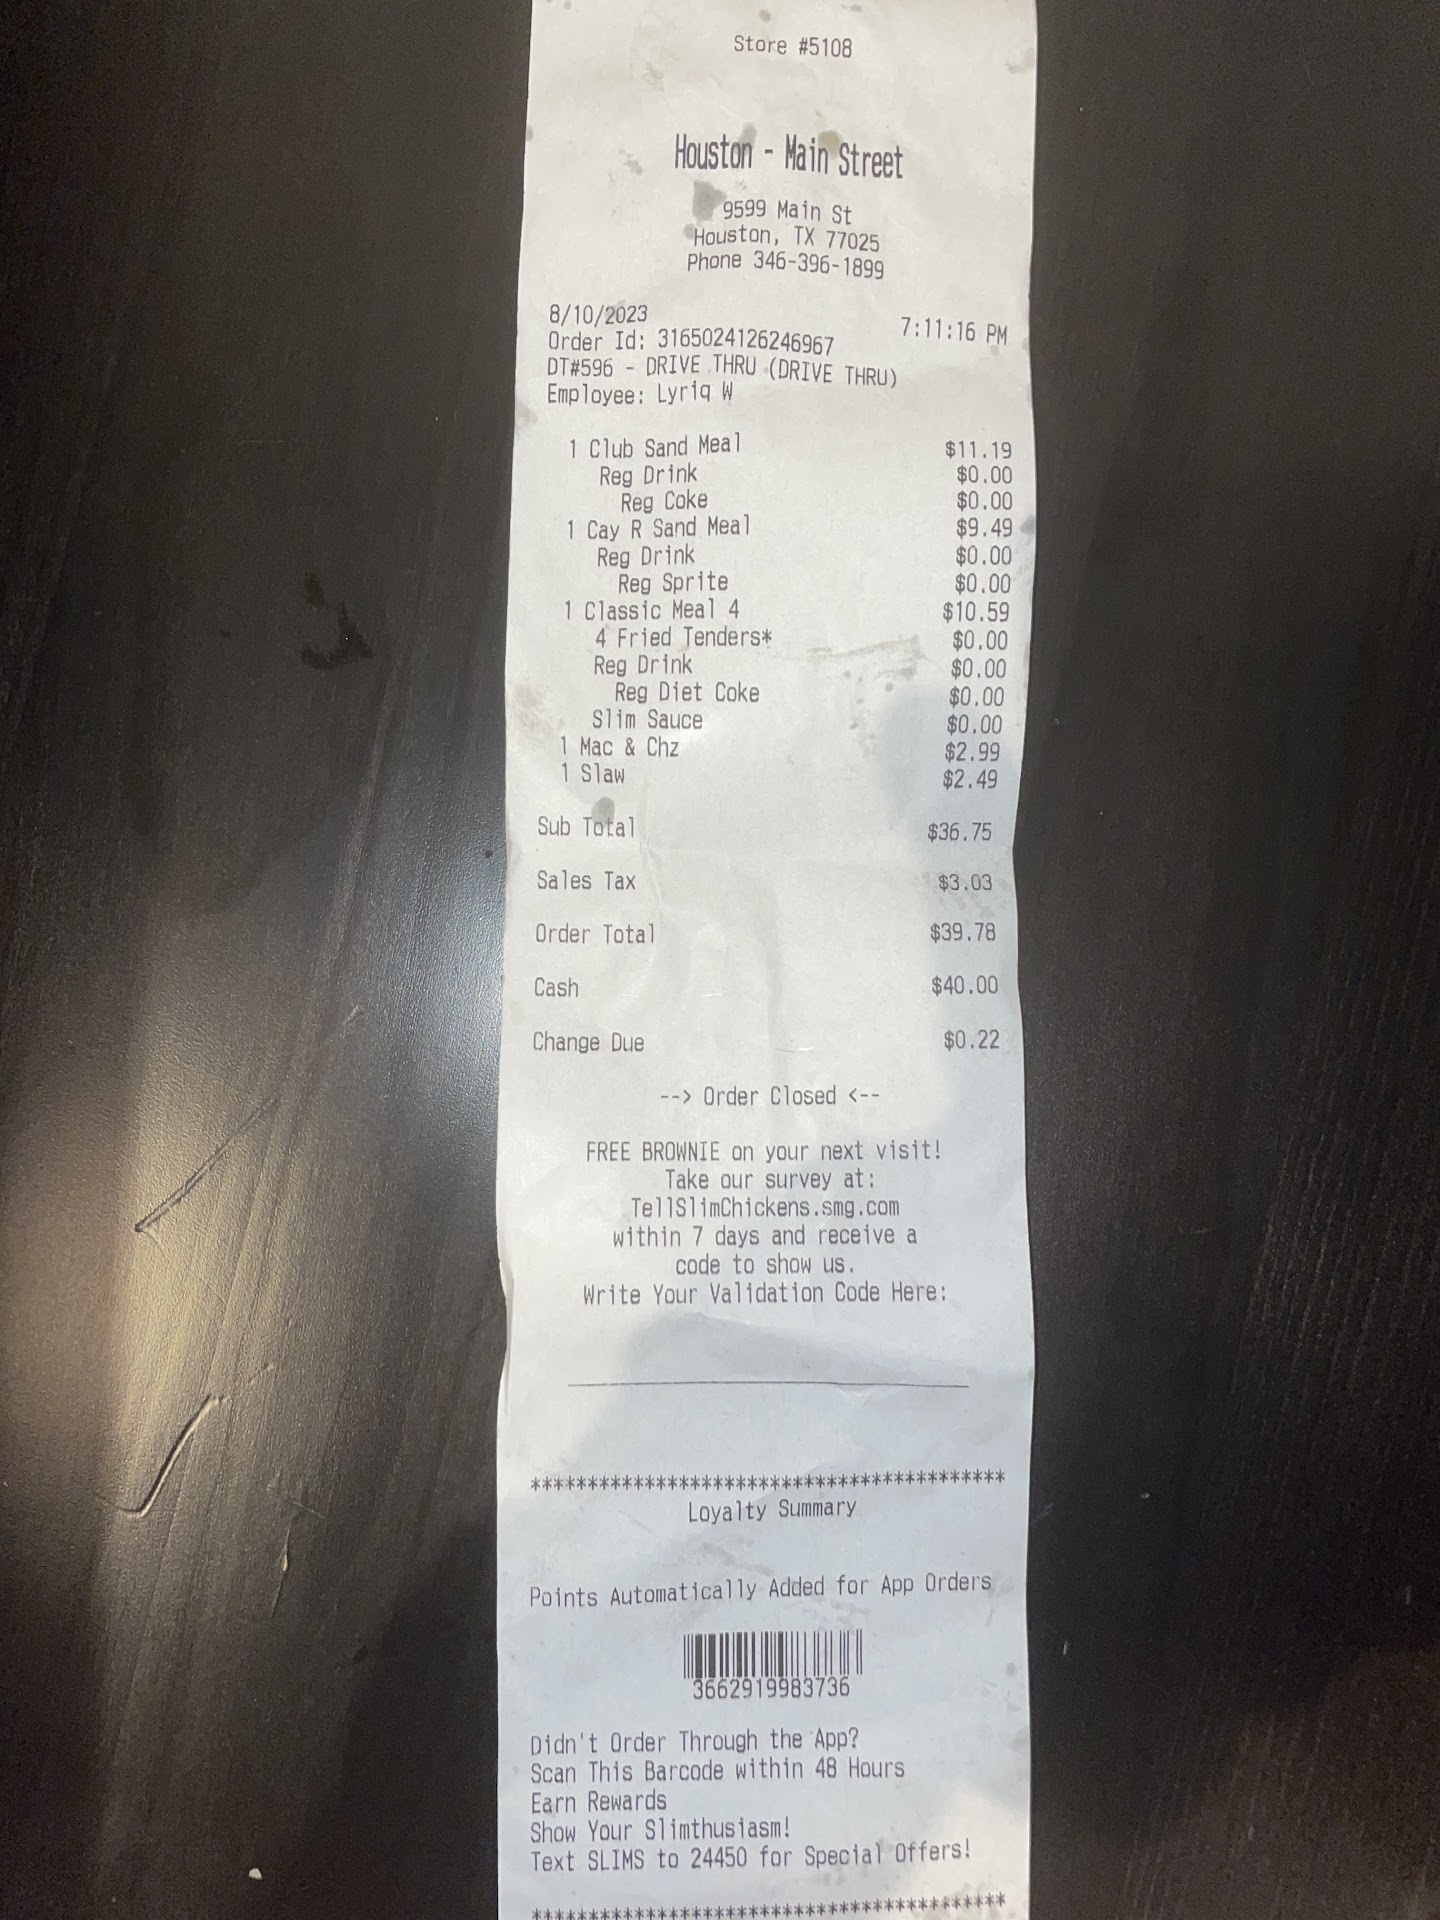 Store #5108
Houston - Main Street
9599 Main St
Houston, TX 77025
Phone 346-396-1899
8/10/2023 7:11:16 PM
Order Id: 3165024126246967
DT#596 - DRIVE THRU (DRIVE THRU)
Employee: Lyriq W
1 Club Sand Meal $11.19
Reg Drink $0.00
Reg Coke $0.00
1 Cay R Sand Meal $9.49
Reg Drink $0.00
Reg Sprite $0.00
1 Classic Meal 4 $10.59
4 Fried Tenders* $0.00
Reg Drink $0.00
Reg Diet Coke $0.00
Slim Sauce $0.00
1 Mac & Chz $2.99
1 Slaw $2.49
Sub Total $36.75
Sales Tax $3.03
Order Total $39.78
Cash $40.00
Change Due $0.22
--> Order Closed <--
FREE BROWNIE on your next visit!
Take our survey at:
TellSlimChickens.smg.com
within 7 days and receive a
code to show us.
Write Your Validation Code Here:
******************************************
Loyalty Summary
Points Automatically Added for App Orders
3662919983736
Didn't Order Through the App?
Scan This Barcode within 48 Hours
Earn Rewards
Show Your Slimthusiasm!
Text SLIMS to 24450 for Special Offers!
******************************************